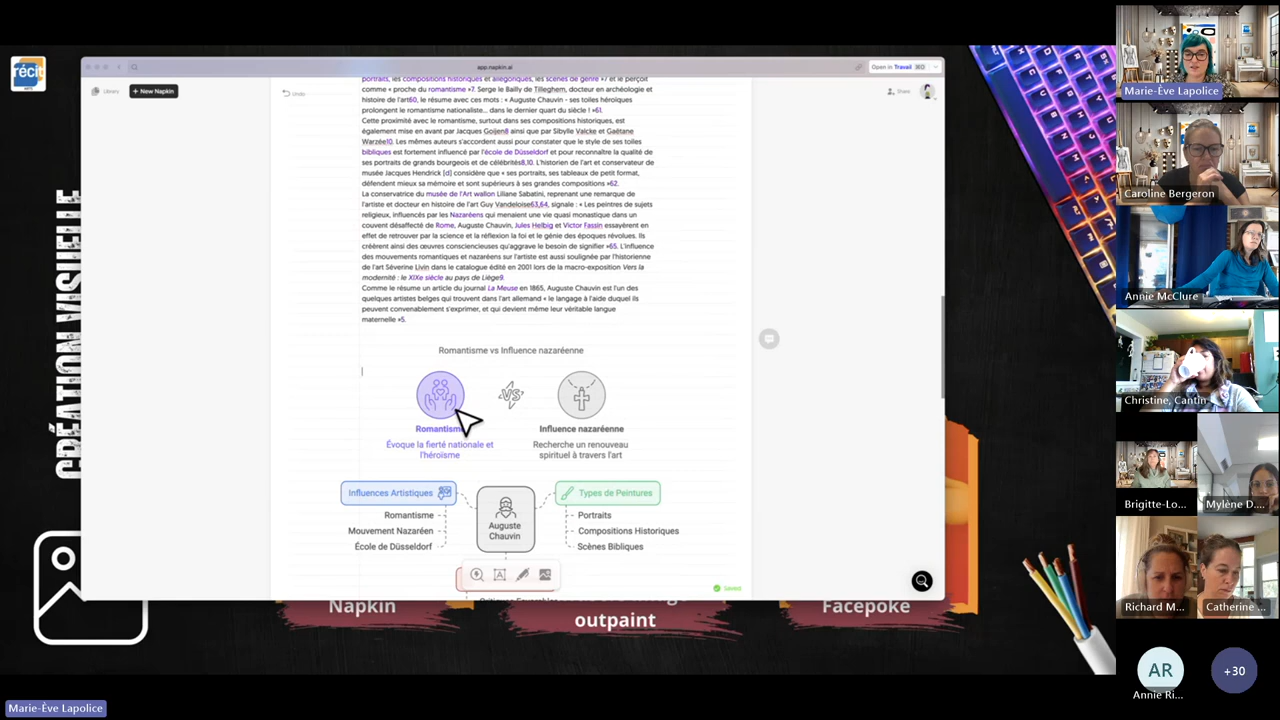 récit
CRÉATION VISUELLE
app.napkin.ai
Open in Travail
Library
+ New Napkin
Undo
Share
portraits, les compositions historiques et allégoriques, les scènes de genre »7 et le perçoit
comme « proche du romantisme »7. Serge le Bailly de Tilleghem, docteur en archéologie et
histoire de l'art60, le résume avec ces mots : « Auguste Chauvin - ses toiles héroïques
prolongent le romantisme nationaliste... dans le dernier quart du siècle ! »61.
Cette proximité avec le romantisme, surtout dans ses compositions historiques, est
également mise en avant par Jacques Goijen8 ainsi que par Sibylle Valcke et Gaëtane
Warzée10. Les mêmes auteurs s'accordent aussi pour constater que le style de ses toiles
bibliques est fortement influencé par l'école de Düsseldorf et pour reconnaître la qualité de
ses portraits de grands bourgeois et de célébrités8,10. L'historien de l'art et conservateur de
musée Jacques Hendrick [d] considère que « ses portraits, ses tableaux de petit format,
défendent mieux sa mémoire et sont supérieurs à ses grandes compositions »62.
La conservatrice du musée de l'Art wallon Liliane Sabatini, reprenant une remarque de
l'artiste et docteur en histoire de l'art Guy Vandeloise63,64, signale : « Les peintres de sujets
religieux, influencés par les Nazaréens qui menaient une vie quasi monastique dans un
couvent désaffecté de Rome, Auguste Chauvin, Jules Helbig et Victor Fassin essayèrent en
effet de retrouver par la science et la réflexion la foi et le génie des époques révolues. Ils
créèrent ainsi des œuvres consciencieuses qu'aggrave le besoin de signifier »65. L'influence
des mouvements romantiques et nazaréens sur l'artiste est aussi soulignée par l'historienne
de l'art Séverine Livin dans le catalogue édité en 2001 lors de la macro-exposition Vers la
modernité : le XIXe siècle au pays de Liège9.
Comme le résume un article du journal La Meuse en 1865, Auguste Chauvin est l'un des
quelques artistes belges qui trouvent dans l'art allemand « le langage à l'aide duquel ils
peuvent convenablement s'exprimer, et qui devient même leur véritable langue
maternelle »5.
Romantisme vs Influence nazaréenne
VS
Romantisme
Évoque la fierté nationale et
l'héroïsme
Influence nazaréenne
Recherche un renouveau
spirituel à travers l'art
Influences Artistiques
Romantisme
Mouvement Nazaréen
École de Düsseldorf
Auguste
Chauvin
Types de Peintures
Portraits
Compositions Historiques
Scènes Bibliques
Saved
Napkin
outpaint
Facepoke
Marie-Ève Lapolice
Caroline Bergeron
Annie McClure
Christine, Cantin
Brigitte-Lo...
Mylène D....
Richard M...
Catherine ...
AR
Annie Ri...
+30
Marie-Ève Lapolice